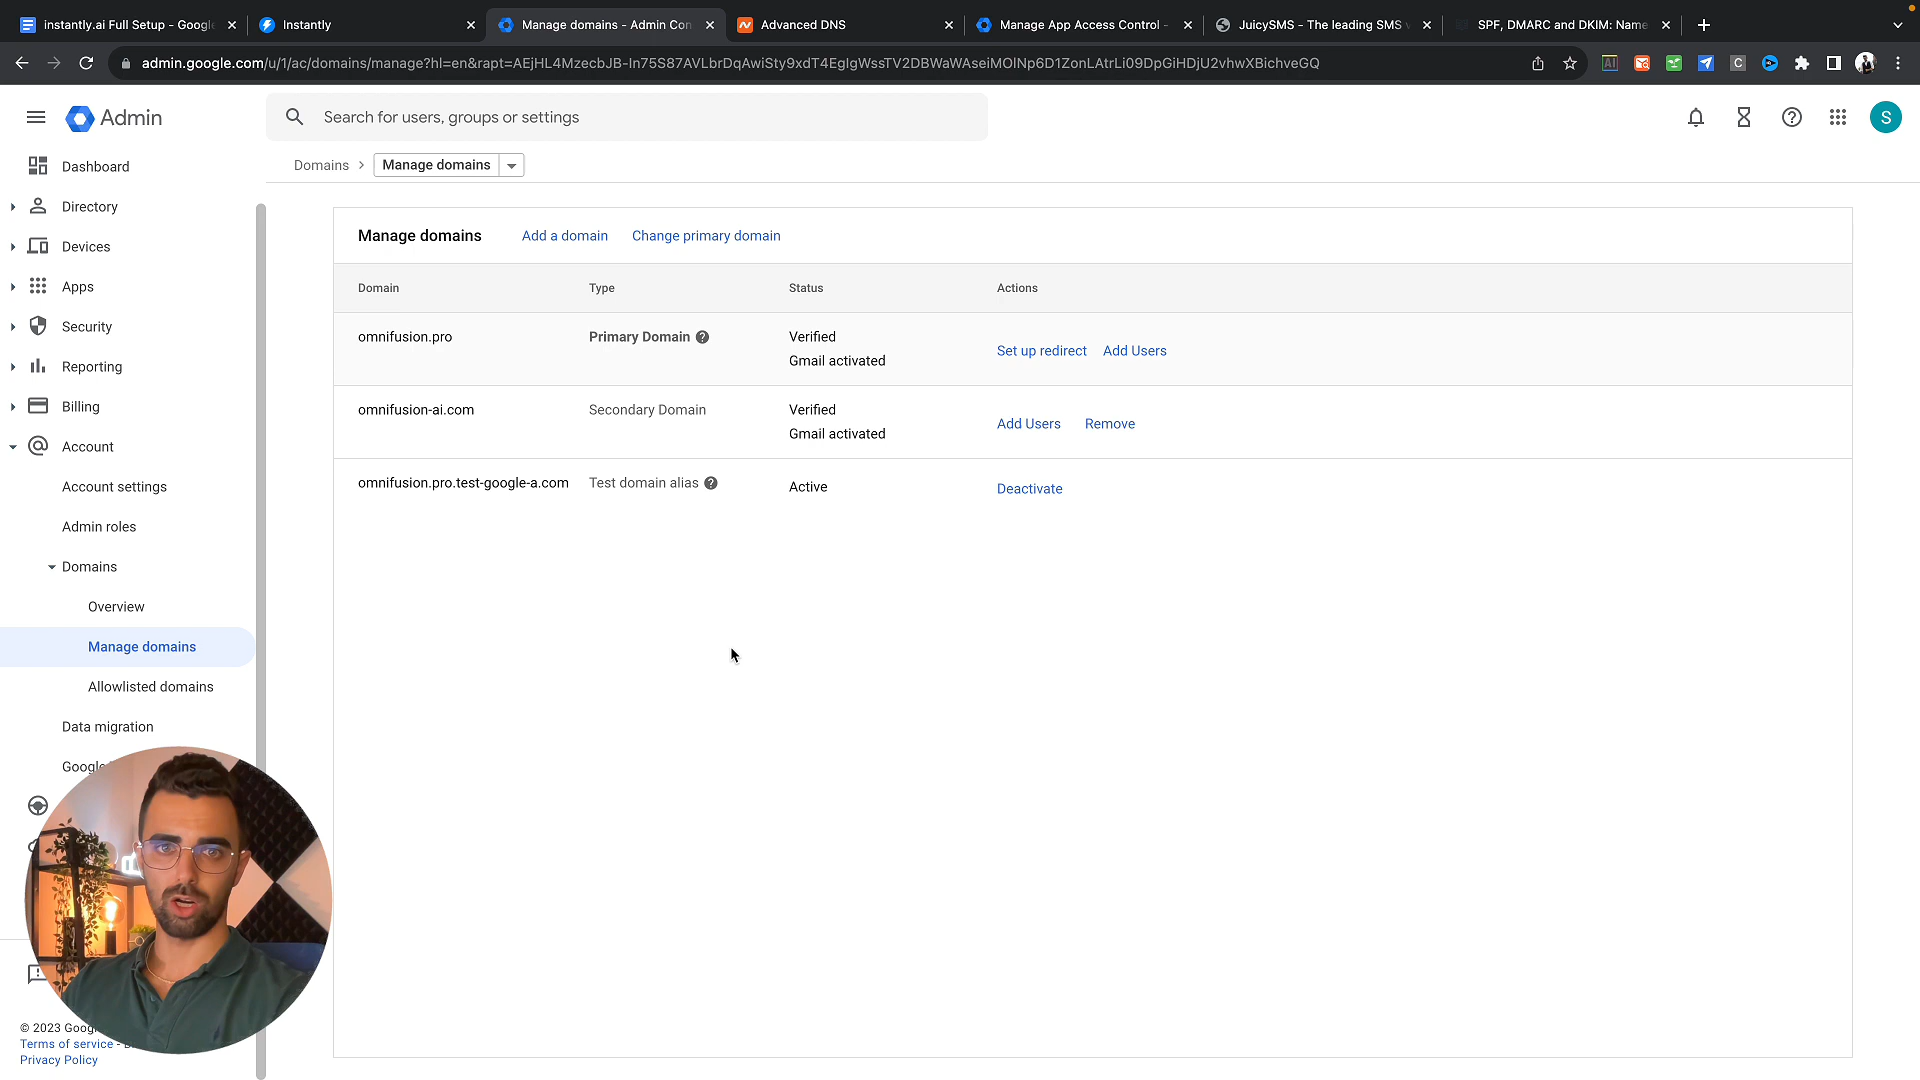 instantly.ai Full Setup - Google
Instantly
Manage domains - Admin Con
Advanced DNS
Manage App Access Control -
JuicySMS - The leading SMS v
SPF, DMARC and DKIM: Name
admin.google.com/u/1/ac/domains/manage?hl=en&rapt=AEjHL4MzecbJB-In75S87AVLbrDqAwiSty9xdT4EgIgWssTV2DBWaWAseiMOlNp6D1ZonLAtrLi09DpGiHDjU2vhwXBichveGQ
Admin
Search for users, groups or settings
S
Domains
Manage domains
Dashboard
Directory
Devices
Apps
Security
Reporting
Billing
Account
Account settings
Admin roles
Domains
Overview
Manage domains
Allowlisted domains
Data migration
Google
© 2023 Goog
Terms of service -
Privacy Policy
Manage domains Add a domain Change primary domain
Domain Type Status Actions
omnifusion.pro Primary Domain Verified
Gmail activated
Set up redirect Add Users
omnifusion-ai.com Secondary Domain Verified
Gmail activated
Add Users Remove
omnifusion.pro.test-google-a.com Test domain alias Active Deactivate